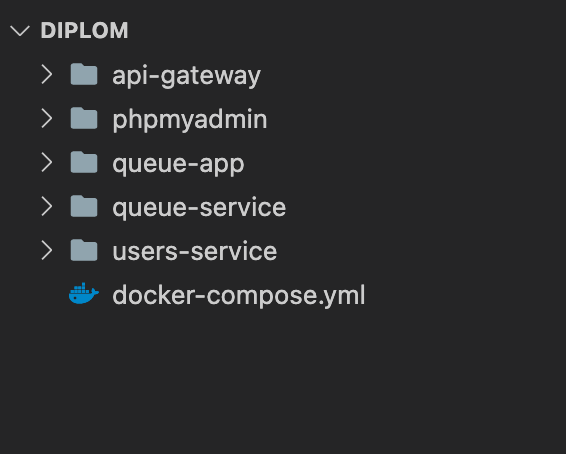 DIPLOM
api-gateway
phpmyadmin
queue-app
queue-service
users-service
docker-compose.yml